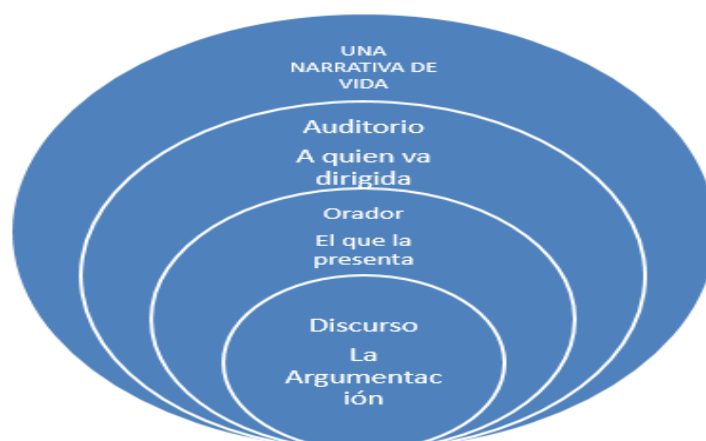 UNA
NARRATIVA DE
VIDA
Auditorio
A quien va
dirigida
Orador
El que la
presenta
Discurso
La
Argumentac
ión